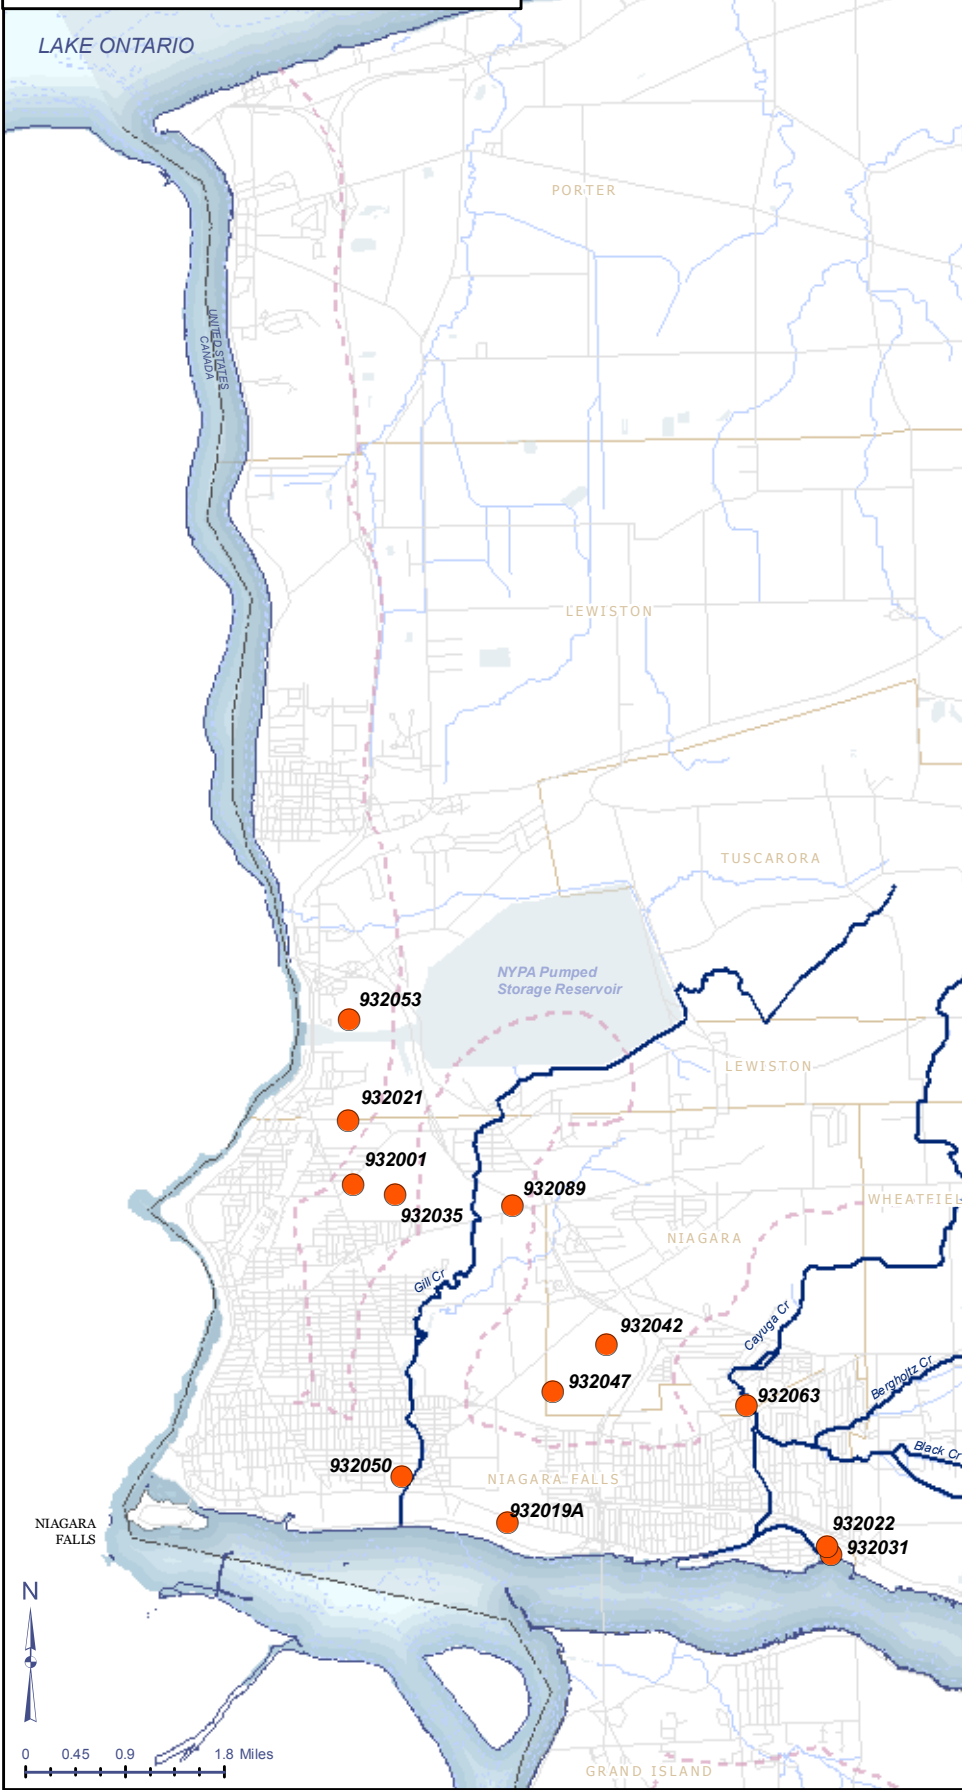 LAKE ONTARIO
PORTER
UNITED STATES
CANADA
LEWISTON
TUSCARORA
NYPA Pumped
Storage Reservoir
932053
LEWISTON
932021
932001
932035
932089
WHEATFIEL
NIAGARA
Gill Cr
Cayuga Cr
932042
Bergholtz Cr
932047
932063
Black Cr
932050
NIAGARA FALLS
932019A
932022
932031
NIAGARA
FALLS
N
0 0.45 0.9 1.8 Miles
GRAND ISLAND